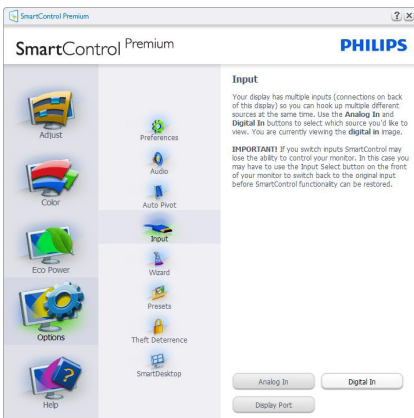 SmartControl Premium
SmartControl Premium
PHILIPS
Adjust
Color
Eco Power
Options
Help
Preferences
Audio
Auto Pivot
Input
Wizard
Presets
Theft Deterrence
SmartDesktop
Input
Your display has multiple inputs (connections on back
of this display) so you can hook up multiple different
sources at the same time. Use the Analog In and
Digital In buttons to select which source you'd like to
view. You are currently viewing the digital in image.
IMPORTANT! If you switch inputs SmartControl may
lose the ability to control your monitor. In this case you
may have to use the Input Select button on the front
of your monitor to switch back to the original input
before SmartControl functionality can be restored.
Analog In
Digital In
Display Port